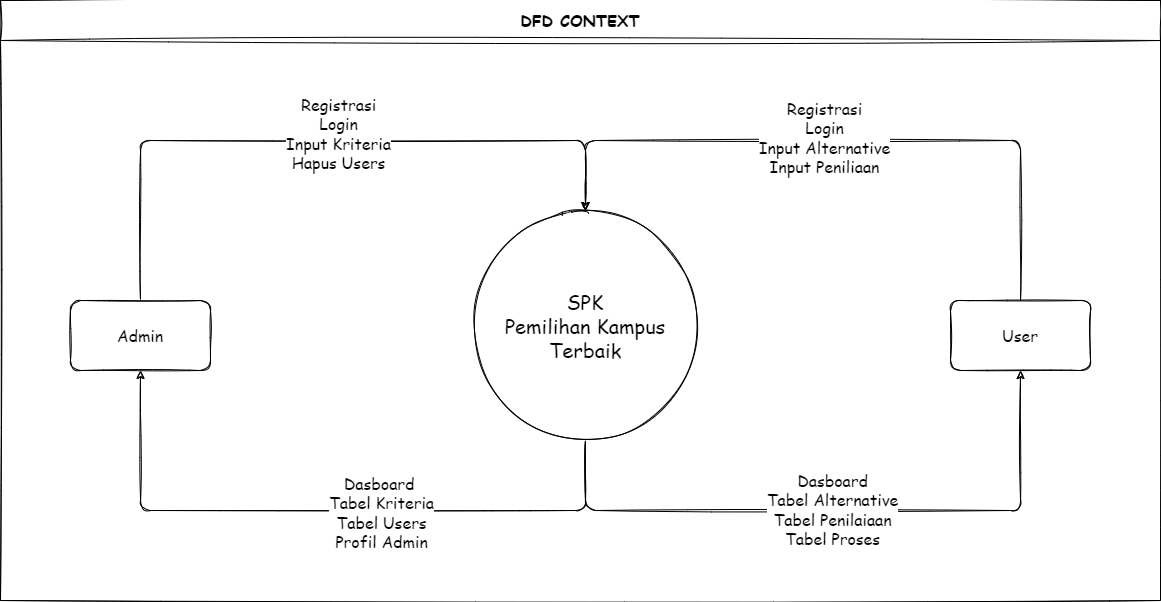 DFD CONTEXT
Registrasi
Login
Input Kriteria
Hapus Users
Registrasi
Login
Input Alternative
Input Peniliaan
SPK
Pemilihan Kampus
Terbaik
Admin
User
Dasboard
Tabel Kriteria
Tabel Users
Profil Admin
Dasboard
Tabel Alternative
Tabel Penilaiaan
Tabel Proses